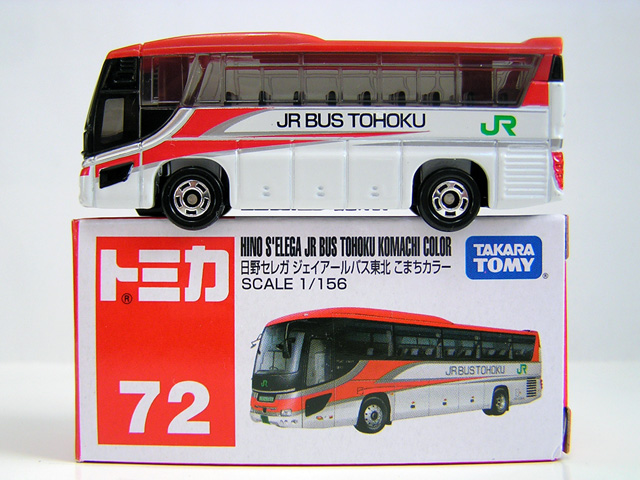 JR BUS TOHOKU
JR
HINO S'ELEGA JR BUS TOHOKU KOMACHI COLOR
日野セレガ ジェイアールバス東北 こまちカラー
SCALE 1/156
TAKARA
TOMY
トミカ
®
JR BUS TOHOKU
JR
72